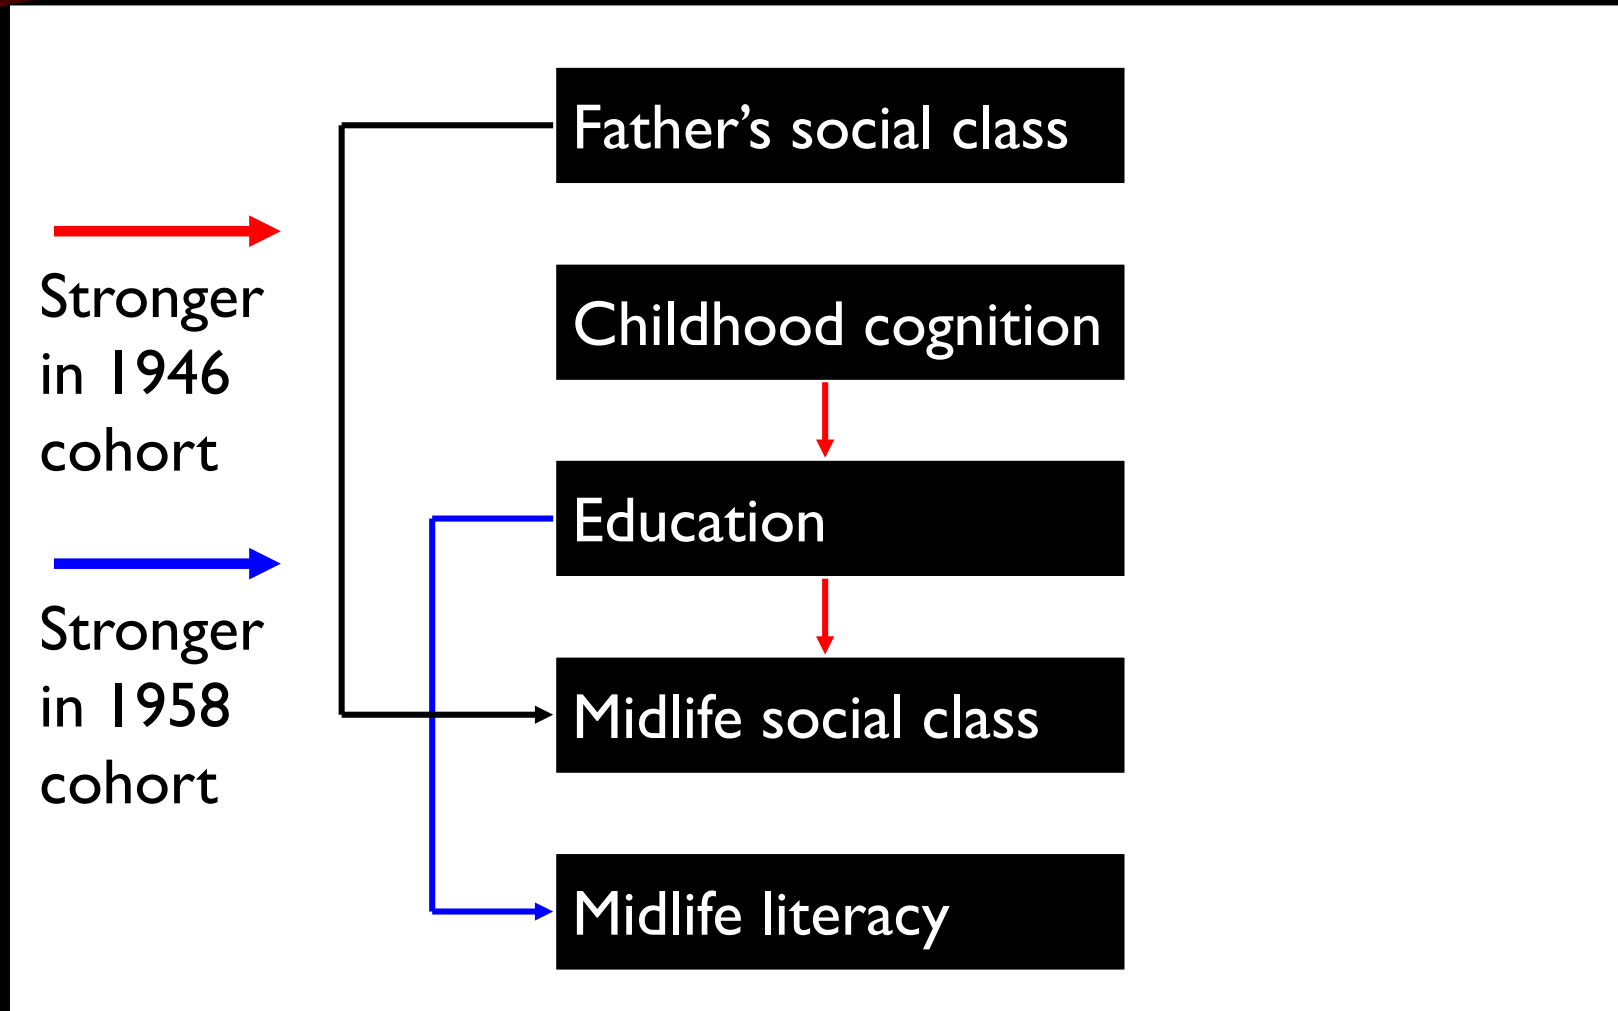 Father’s social class
Stronger
in 1946
cohort
Childhood cognition
Education
Stronger
in 1958
cohort
Midlife social class
Midlife literacy